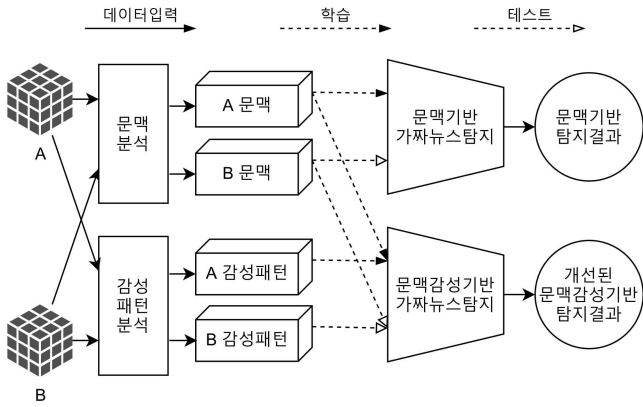 데이터입력
학습
테스트
A
B
문맥
분석
감성
패턴
분석
A 문맥
B 문맥
A 감성패턴
B 감성패턴
문맥기반
가짜뉴스탐지
문맥감성기반
가짜뉴스탐지
문맥기반
탐지결과
개선된
문맥감성기반
탐지결과